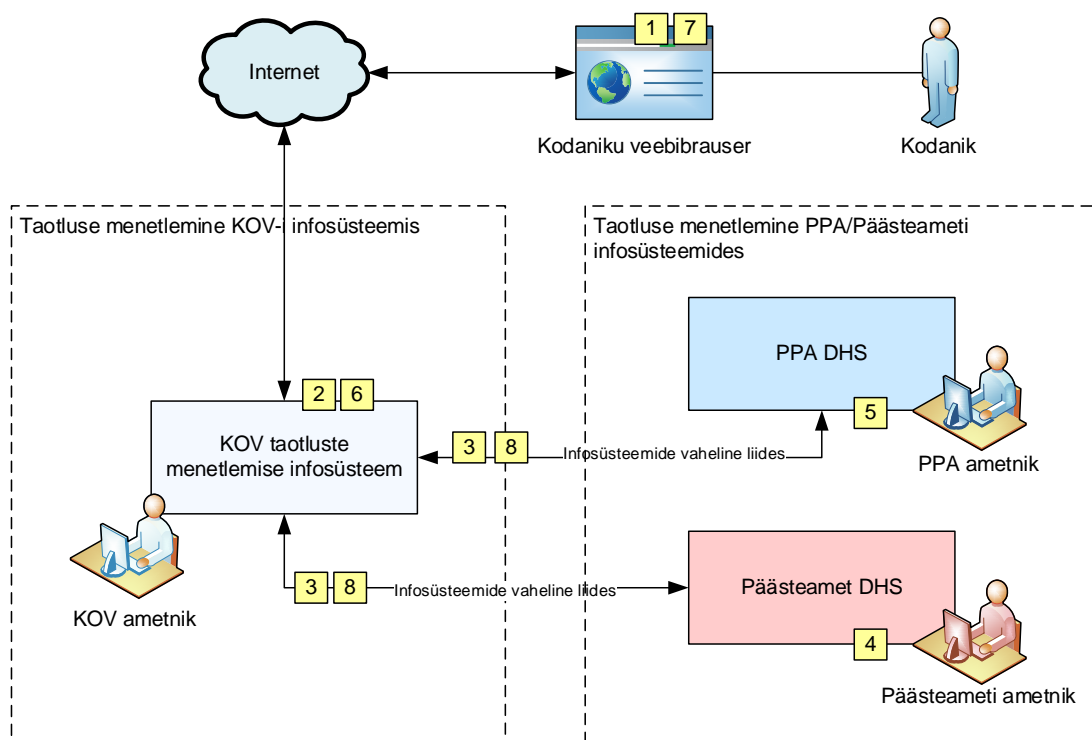 1 7
Internet
Kodaniku veebibrauser
Kodanik
Taotluse menetlemine KOV-i infosüsteemis
Taotluse menetlemine PPA/Päästeameti
infosüsteemides
PPA DHS
2 6
5
KOV taotluste
menetlemise infosüsteem
3 8
Infosüsteemide vaheline liides
PPA ametnik
KOV ametnik
3 8
Infosüsteemide vaheline liides
Päästeamet DHS
4
Päästeameti ametnik